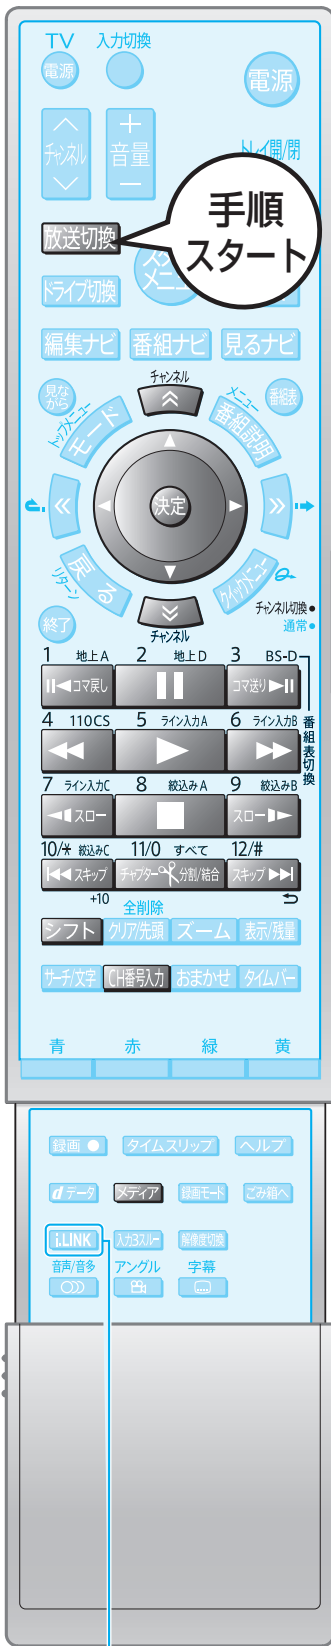 TV 入力切換
電源 電源
チャンネル ＋ 音量 － トレイ開/閉
放送切換
手順
スタート
ドライブ切換
編集ナビ 番組ナビ 見るナビ
チャンネル
見ながら トップメニュー モード メニュー 番組説明 番組表
決定
リターン 戻る クイックメニュー
終了
チャンネル
チャンネル切換●
通常●
1 地上A 2 地上D 3 BS-D
コマ戻し コマ送り
4 110CS 5 ライン入力A 6 ライン入力B
番組表切換
7 ライン入力C 8 絞込みA 9 絞込みB
スロー スロー
10/* 絞込みC 11/0 すべて 12/#
スキップ チャプター 分割/結合 スキップ
+10
全削除
シフト クリア/先頭 ズーム 表示/残量
サーチ/文字 CH番号入力 おまかせ タイムバー
青 赤 緑 黄
録画 ● タイムスリップ ヘルプ
dデータ メディア 録画モード ごみ箱へ
i.LINK 入力3スルー 解像度切換
音声/音多 アングル 字幕